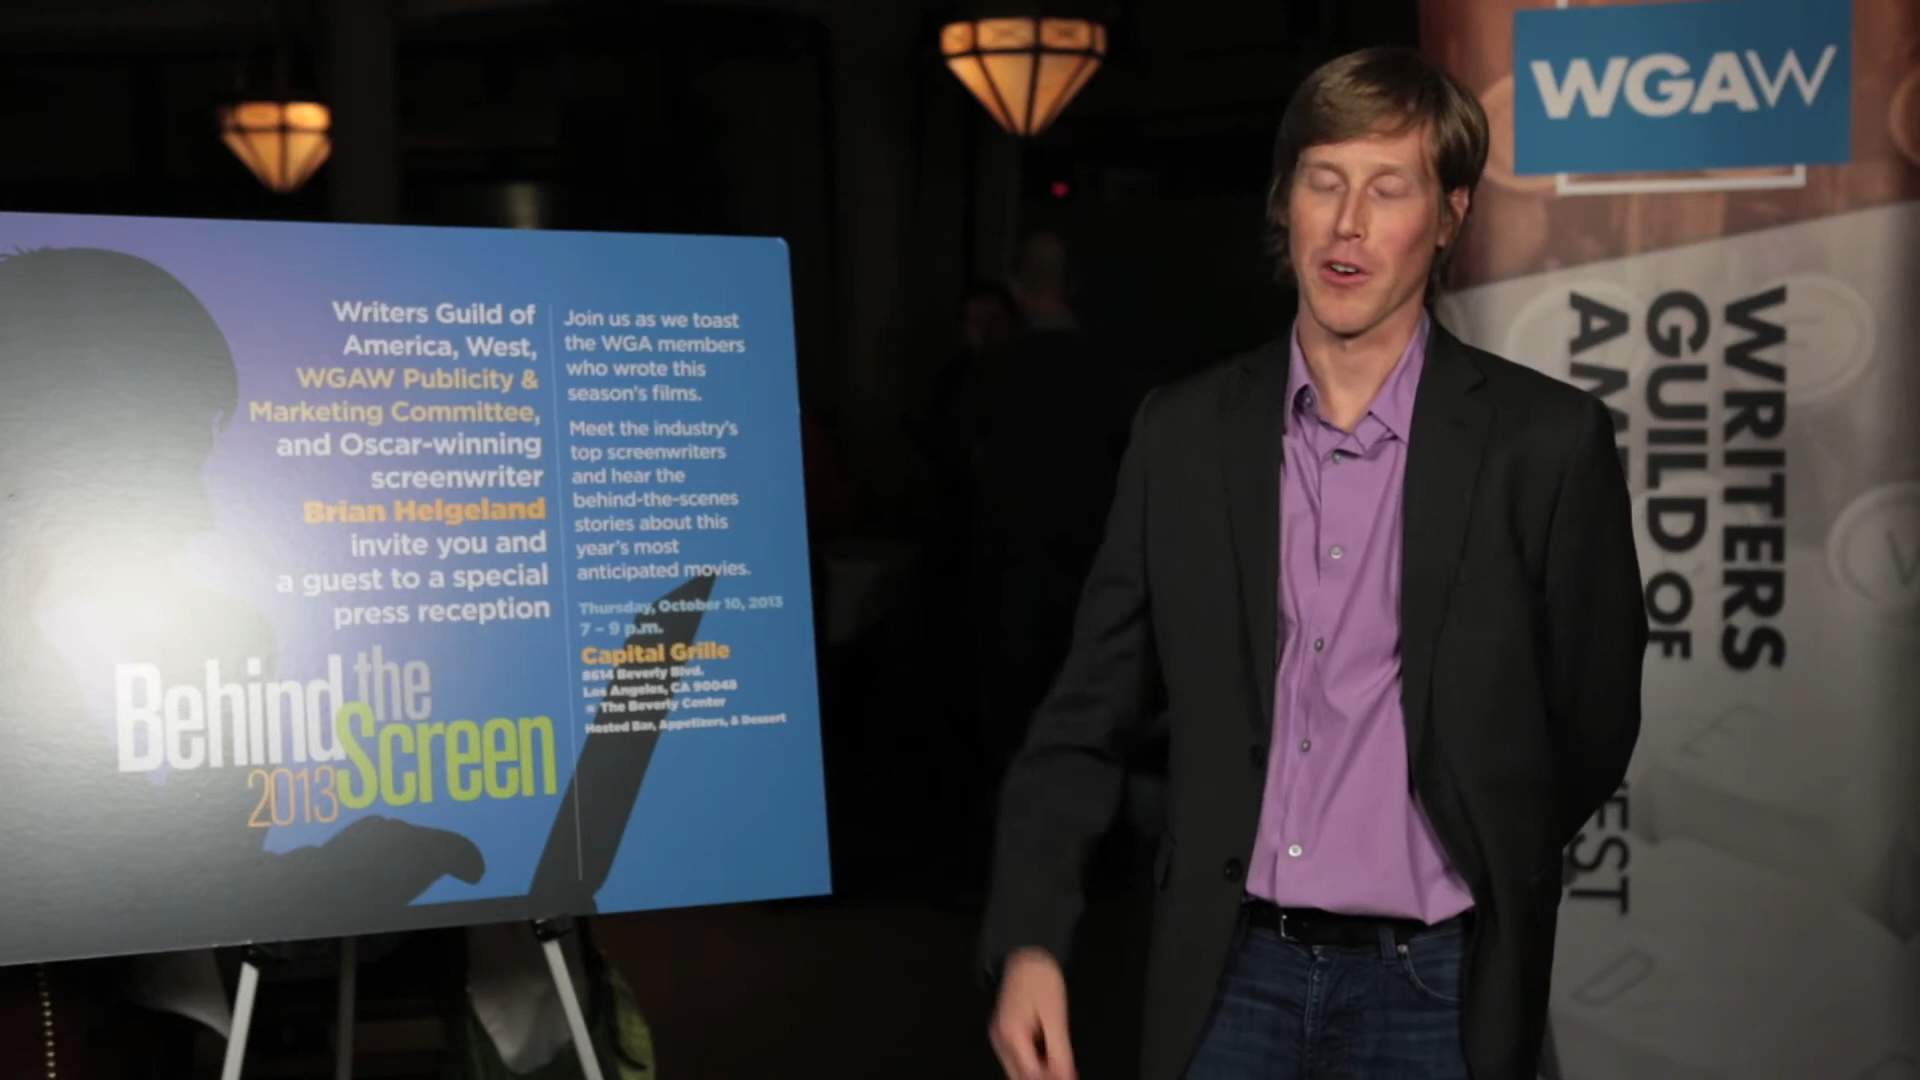 Writers Guild of
America, West,
WGAW Publicity &
Marketing Committee,
and Oscar-winning
screenwriter
Brian Helgeland
invite you and
a guest to a special
press reception
Behind the
Screen
2013
Join us as we toast
the WGA members
who wrote this
season's films.
Meet the industry's
top screenwriters
and hear the
behind-the-scenes
stories about this
year's most
anticipated movies.
Thursday, October 10, 2013
7 – 9 p.m.
Capital Grille
8614 Beverly Blvd.
Los Angeles, CA 90048
The Beverly Center
Hosted Bar, Appetizers, & Dessert
WGAW
WRITERS
GUILD OF